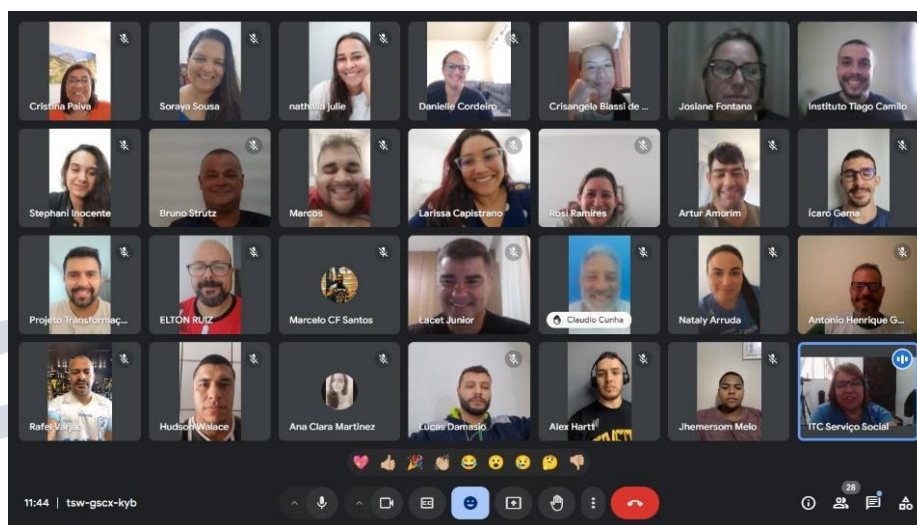 Cristina Paiva
Soraya Sousa
nathalia julie
Danielle Cordeiro
Crisangela Biassi de ...
Josiane Fontana
Instituto Tiago Camilo
Stephani Inocente
Bruno Strutz
Marcos
Larissa Capistrano
Rosi Ramires
Artur Amorim
Ícaro Gama
Projeto Transformaç...
ELTON RUIZ
Marcelo CF Santos
Lacet Junior
Claudio Cunha
Nataly Arruda
Antonio Henrique G...
Rafel Varjao
Hudson Walace
Ana Clara Martinez
Lucas Damasio
Alex Hartt
Jhemersom Melo
ITC Serviço Social
11:44 | tsw-gscx-kyb
28